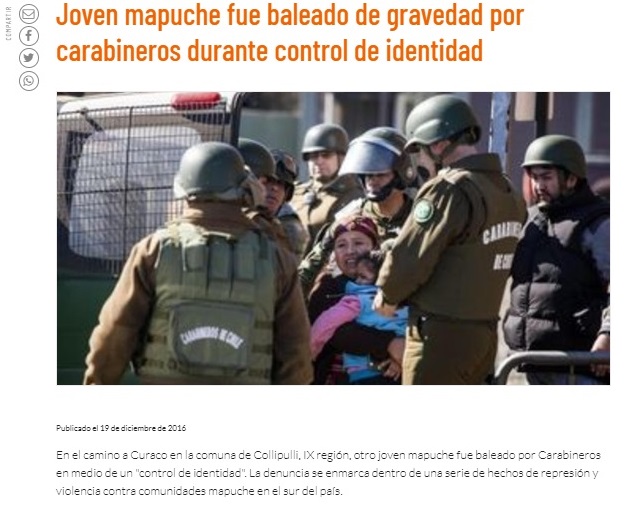 COMPARTIR
Joven mapuche fue baleado de gravedad por
carabineros durante control de identidad
CARABINEROS DE CHILE
CARABINEROS
Publicado el 19 de diciembre de 2016
En el camino a Curaco en la comuna de Collipulli, IX región, otro joven mapuche fue baleado por Carabineros
en medio de un "control de identidad". La denuncia se enmarca dentro de una serie de hechos de represión y
violencia contra comunidades mapuche en el sur del país.